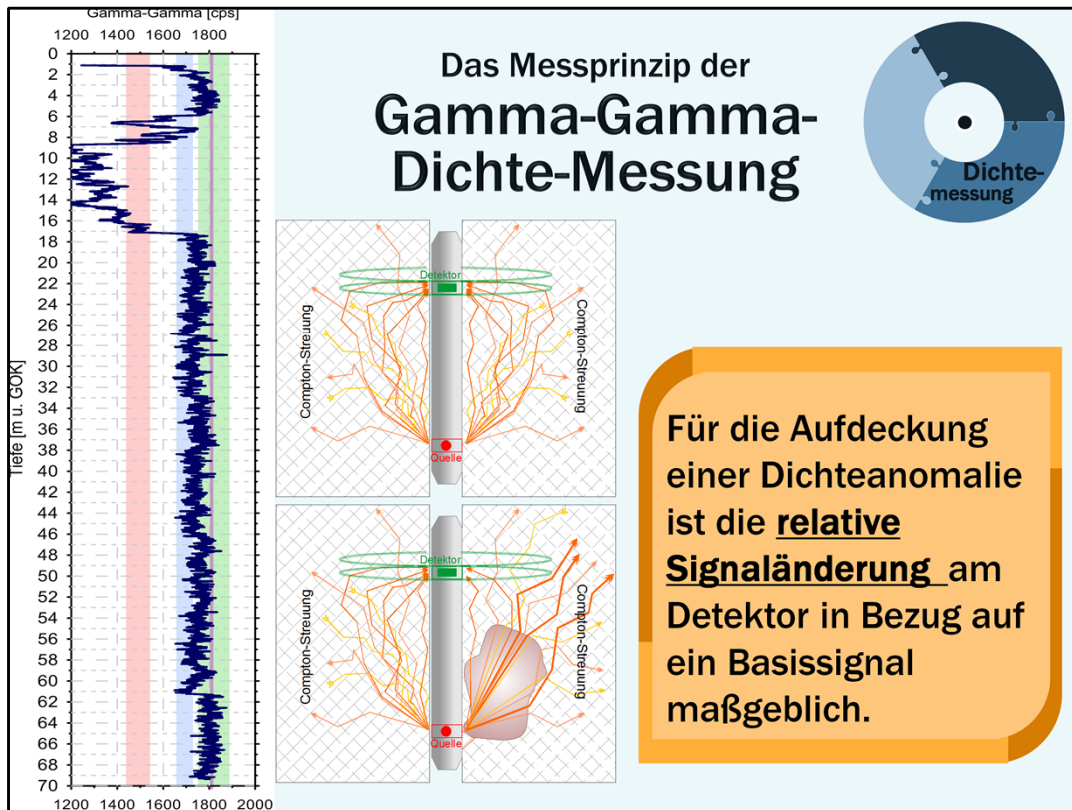 Gamma-Gamma [cps]
1200 1400 1600 1800
0
2
4
6
8
10
12
14
16
18
20
22
24
26
28
30
32
34
36
38
40
42
44
46
48
50
52
54
56
58
60
62
64
66
68
70
Tiefe [m u. GOK]
1200 1400 1600 1800 2000
Das Messprinzip der
Gamma-Gamma-
Dichte-Messung
Dichte-
messung
Detektor
Compton-Streuung
Compton-Streuung
Quelle
Detektor
Compton-Streuung
Compton-Streuung
Quelle
Für die Aufdeckung
einer Dichteanomalie
ist die relative
Signaländerung am
Detektor in Bezug auf
ein Basissignal
maßgeblich.